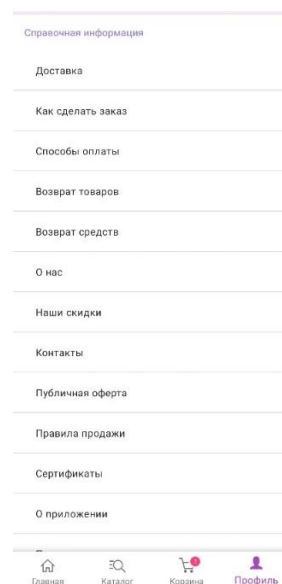 Справочная информация
Доставка
Как сделать заказ
Способы оплаты
Возврат товаров
Возврат средств
О нас
Наши скидки
Контакты
Публичная оферта
Правила продажи
Сертификаты
О приложении
Главная Каталог Корзина Профиль